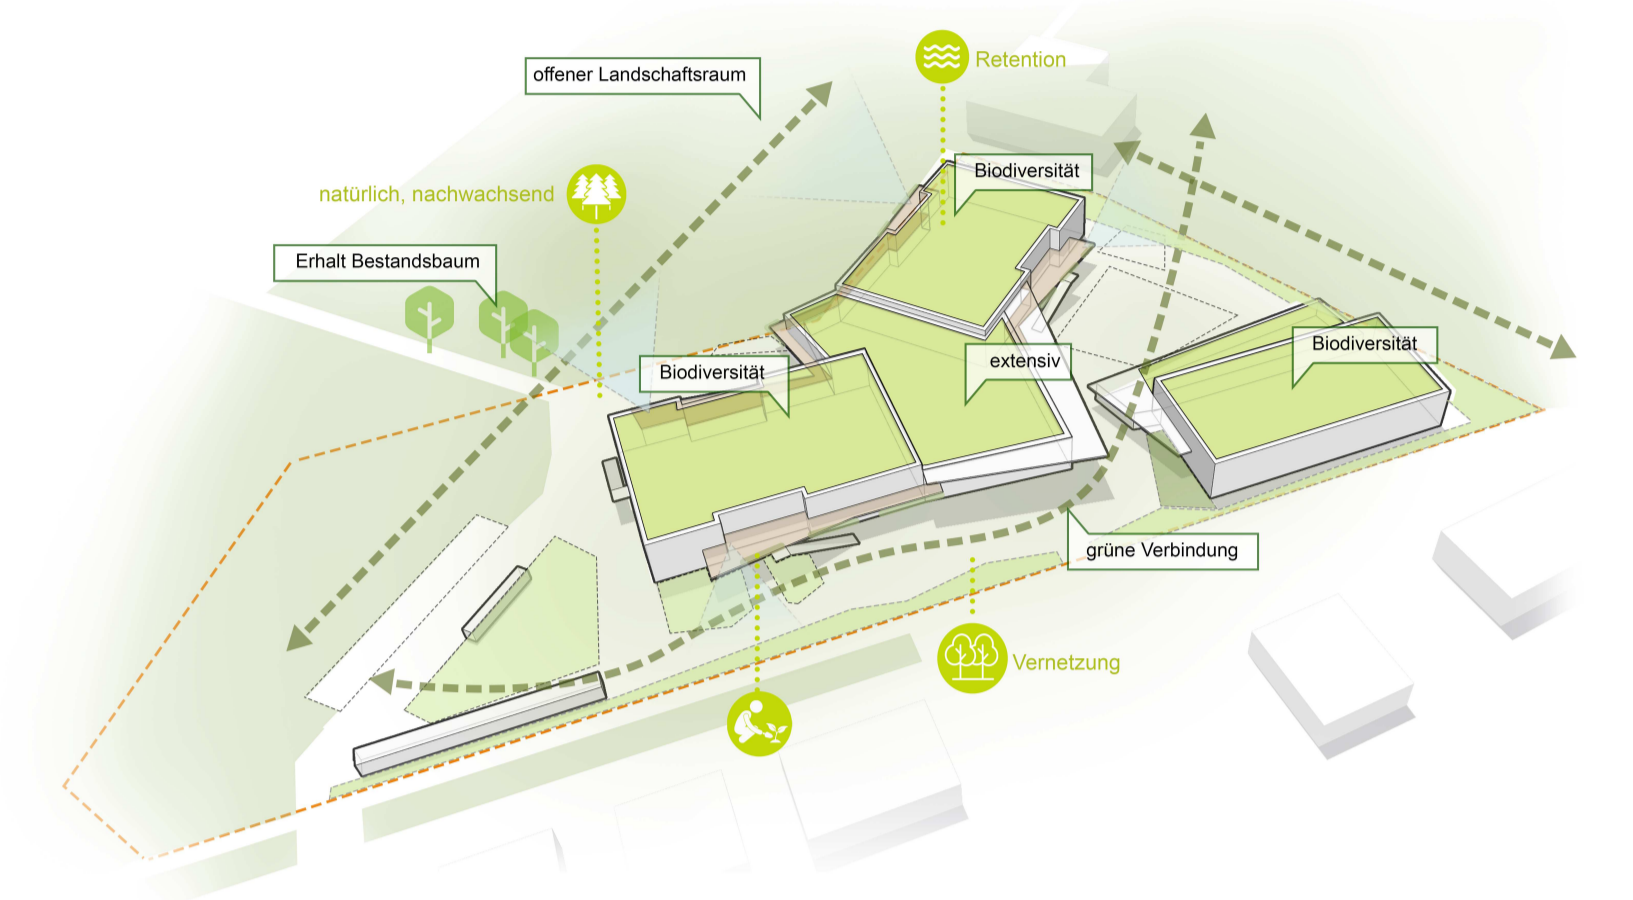 Retention
offener Landschaftsraum
Biodiversität
natürlich, nachwachsend
Erhalt Bestandsbaum
Biodiversität
extensiv
Biodiversität
grüne Verbindung
Vernetzung